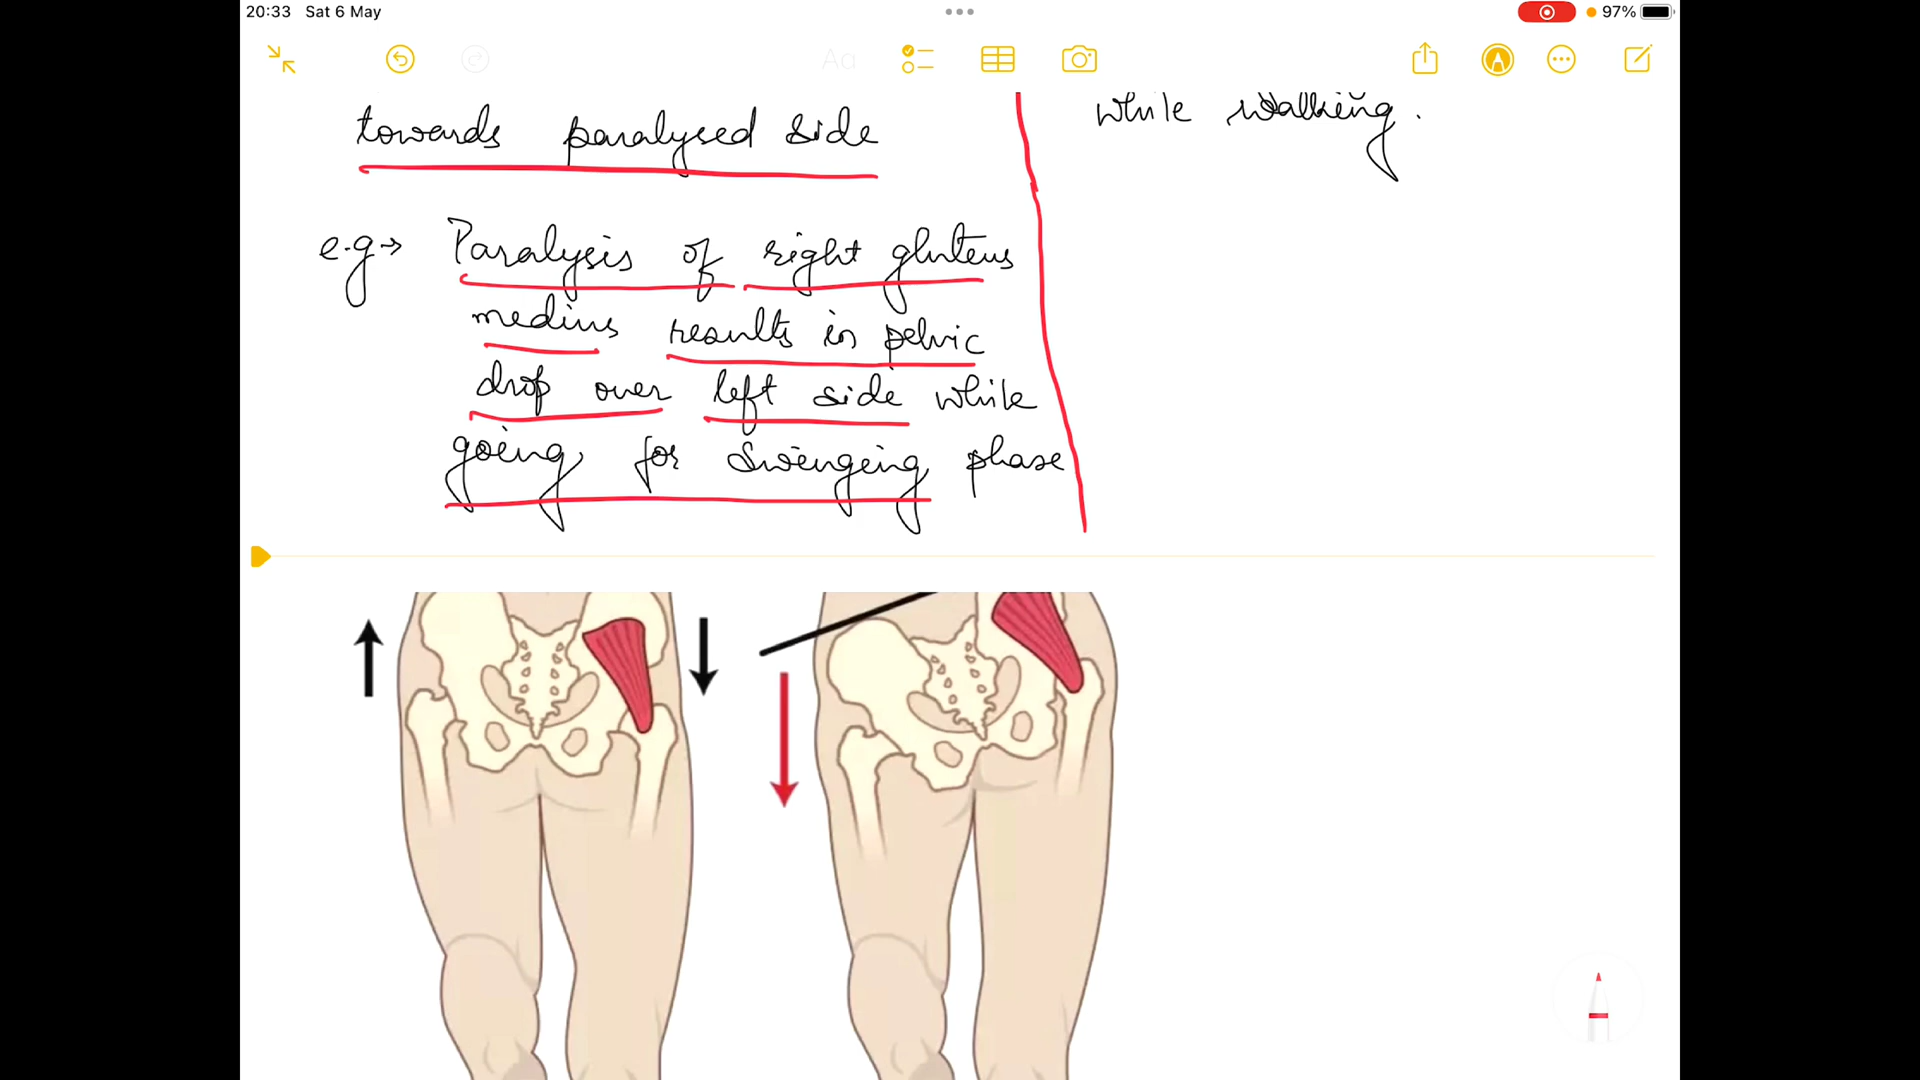 20:33 Sat 6 May
97%
Aa
towards paralysed side
while walking.
e.g→ Paralysis of right gluteus
medius results in pelvic
drop over left side while
going for swinging phase